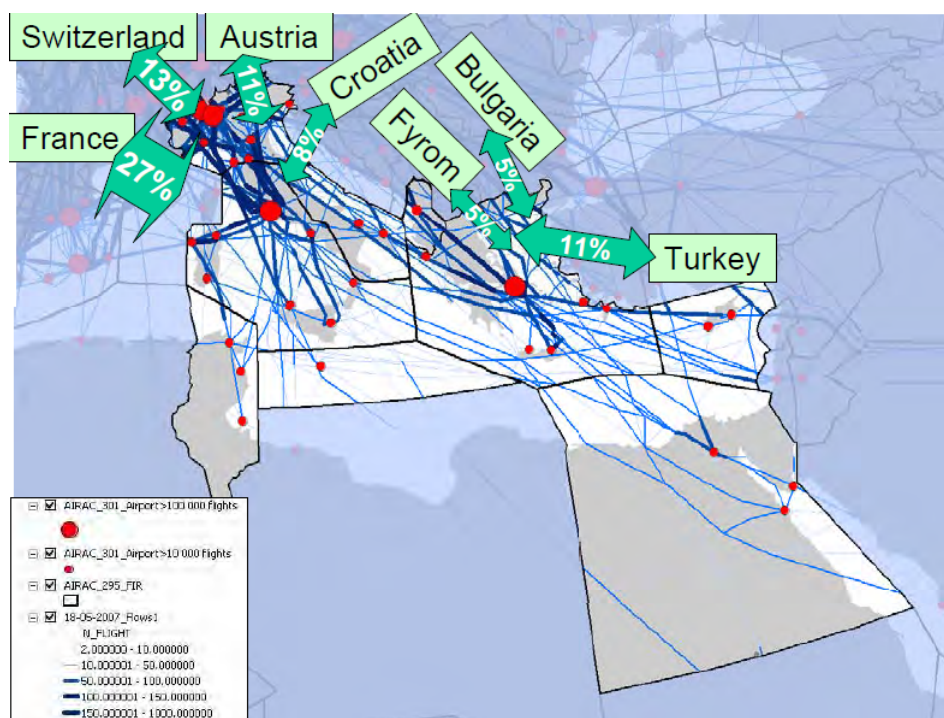 Switzerland
Austria
Croatia
Bulgaria
Fyrom
France
Turkey
13%
11%
8%
27%
5%
5%
11%
AIRAC_301_Airport>100 000 flights
AIRAC_301_Airport>10 000 flights
AIRAC_295_FIR
18-05-2007_Flows1
N_FLIGHT
2.000000 - 10.000000
10.000001 - 50.000000
50.000001 - 100.000000
100.000001 - 150.000000
150.000001 - 1000.000000